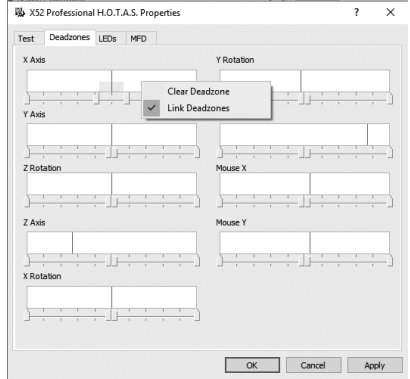 X52 Professional H.O.T.A.S. Properties
Test Deadzones LEDs MFD
X Axis
Y Rotation
Clear Deadzone
Link Deadzones
Y Axis
Z Rotation
Mouse X
Z Axis
Mouse Y
X Rotation
OK Cancel Apply